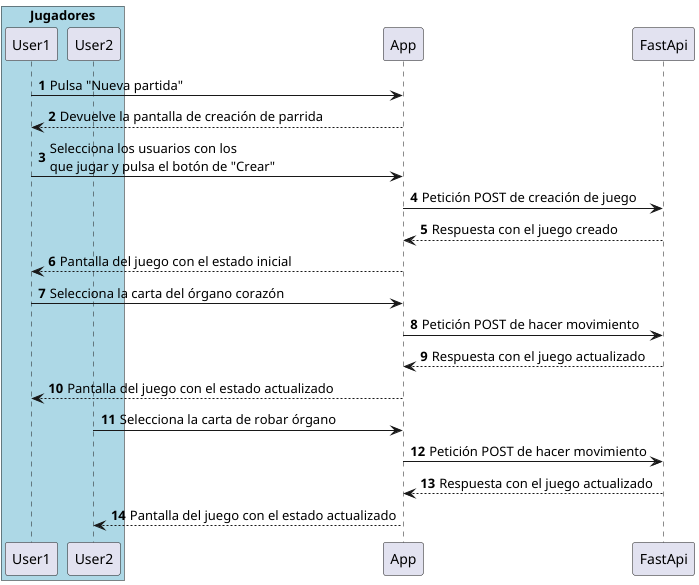 Jugadores
User1 User2 App FastApi
1 Pulsa "Nueva partida"
2 Devuelve la pantalla de creación de parrida
3 Selecciona los usuarios con los
que jugar y pulsa el botón de "Crear"
4 Petición POST de creación de juego
5 Respuesta con el juego creado
6 Pantalla del juego con el estado inicial
7 Selecciona la carta del órgano corazón
8 Petición POST de hacer movimiento
9 Respuesta con el juego actualizado
10 Pantalla del juego con el estado actualizado
11 Selecciona la carta de robar órgano
12 Petición POST de hacer movimiento
13 Respuesta con el juego actualizado
14 Pantalla del juego con el estado actualizado
User1 User2 App FastApi